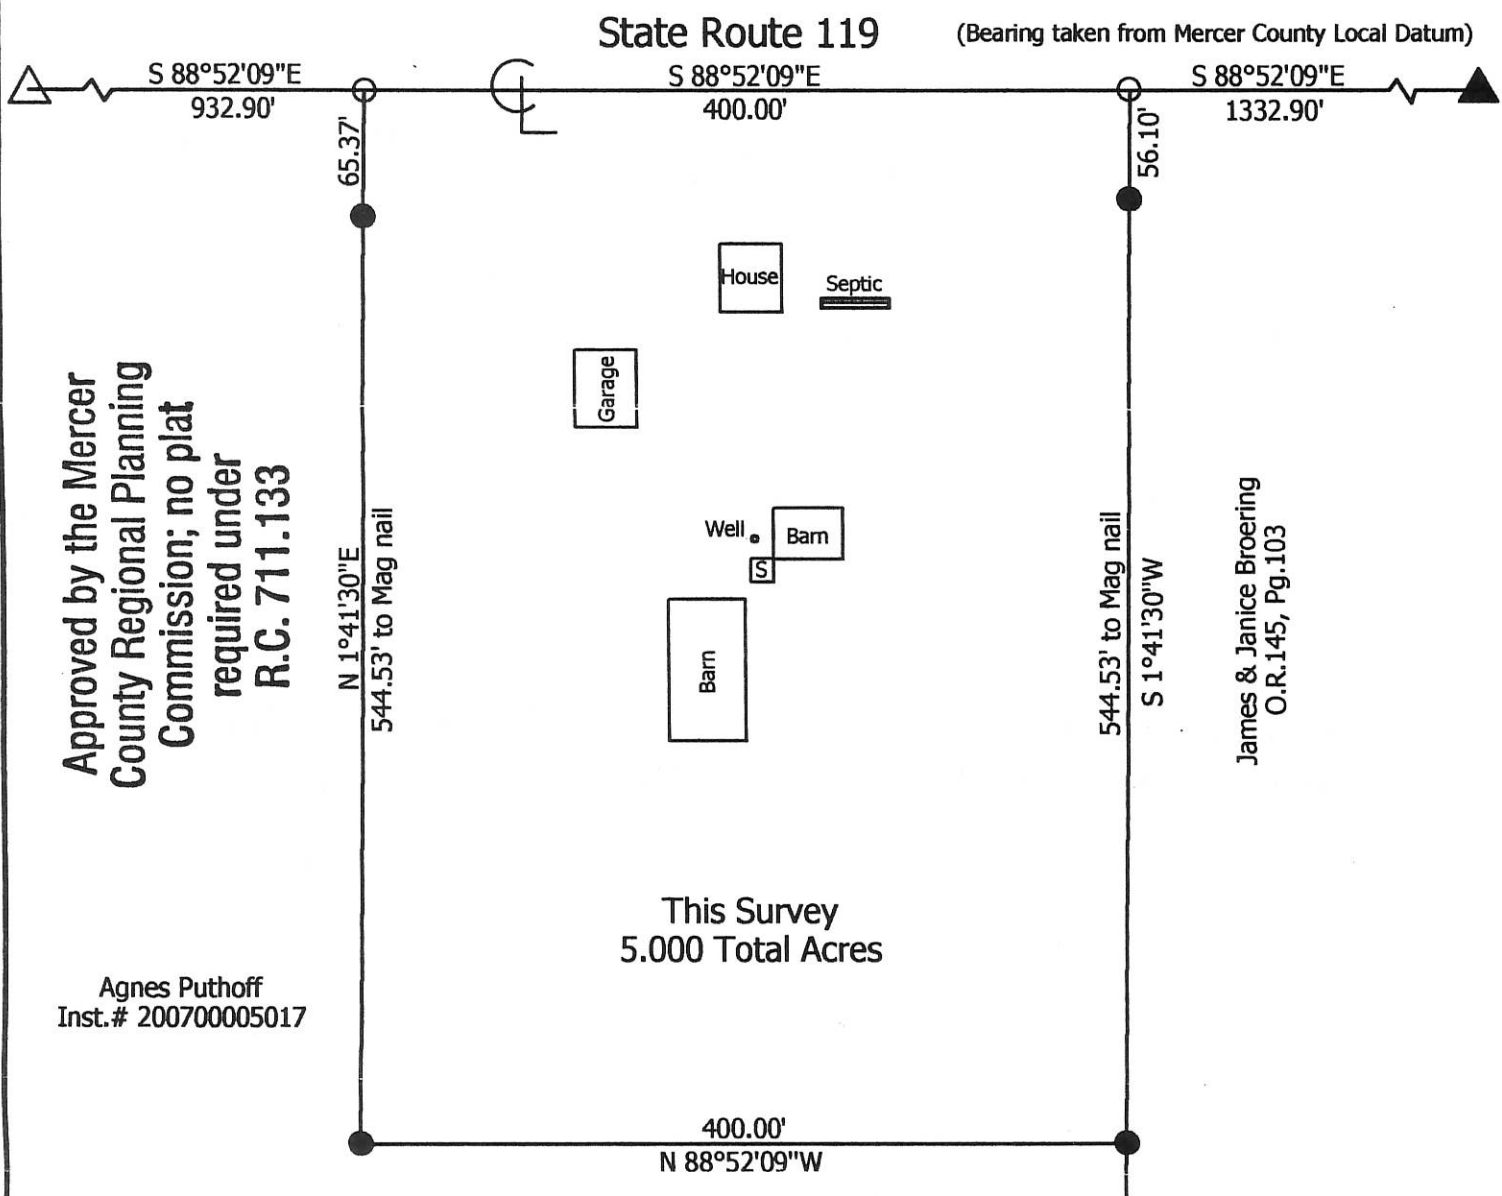 State Route 119
(Bearing taken from Mercer County Local Datum)
S 88°52'09"E
932.90'
S 88°52'09"E
400.00'
S 88°52'09"E
1332.90'
CL
65.37'
56.10'
House
Septic
Garage
Well
Barn
S
Barn
Approved by the Mercer
County Regional Planning
Commission; no plat
required under
R.C. 711.133
N 1°41'30"E
544.53' to Mag nail
544.53' to Mag nail
S 1°41'30"W
James & Janice Broering
O.R.145, Pg.103
This Survey
5.000 Total Acres
Agnes Puthoff
Inst.# 200700005017
400.00'
N 88°52'09"W